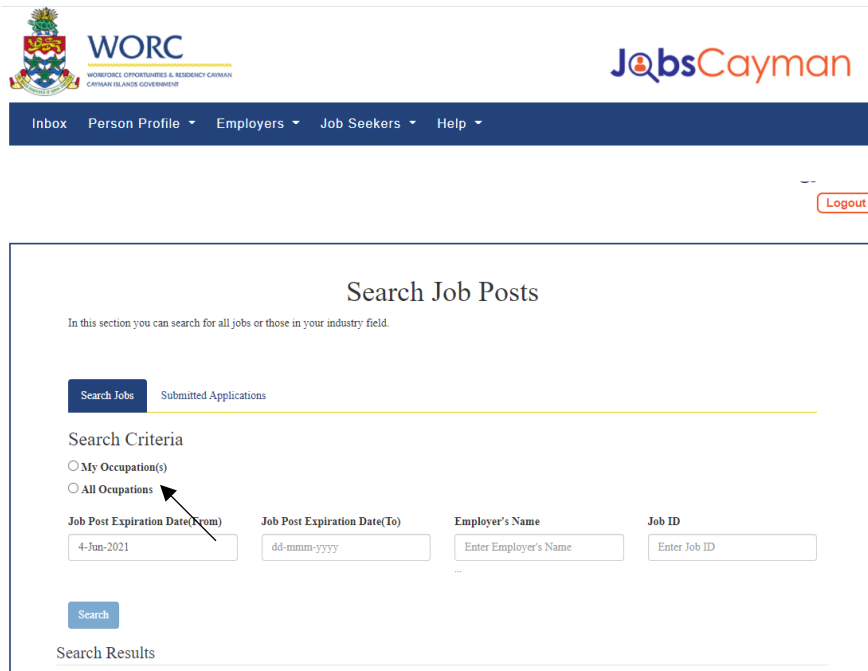 WORC
WORKFORCE OPPORTUNITIES & RESIDENCY CAYMAN
CAYMAN ISLANDS GOVERNMENT
JobsCayman
Inbox Person Profile Employers Job Seekers Help
Logout
Search Job Posts
In this section you can search for all jobs or those in your industry field.
Search Jobs Submitted Applications
Search Criteria
My Occupation(s)
All Ocupations
Job Post Expiration Date(From) Job Post Expiration Date(To) Employer's Name Job ID
4-Jun-2021 dd-mmm-yyyy Enter Employer's Name Enter Job ID
...
Search
Search Results